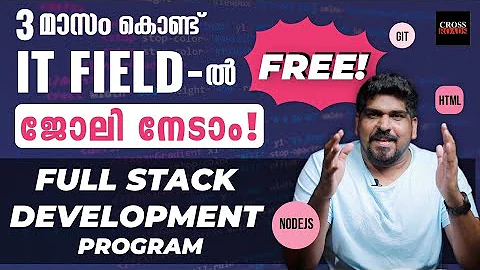 3 മാസം കൊണ്ട്
IT FIELD-ൽ
FREE!
ജോലി നേടാം!
FULL STACK
DEVELOPMENT
PROGRAM
GIT
HTML
NODEJS
CROSS
ROADS